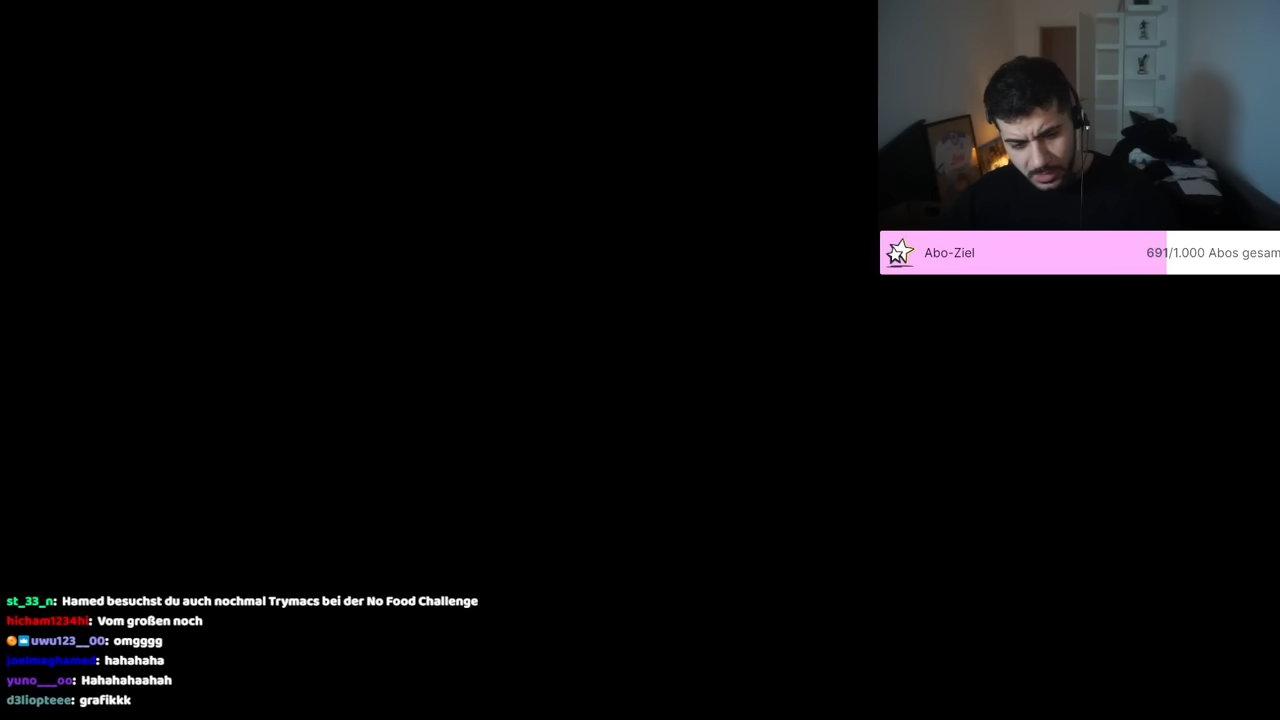 Abo-Ziel
691/1.000 Abos gesam
st_33_n: Hamed besuchst du auch nochmal Trymacs bei der No Food Challenge
hicham1234hi: Vom großen noch
uwu123__00: omgggg
joelmaghamed: hahahaha
yuno___oo: Hahahahaahah
d3liopteee: grafikkk